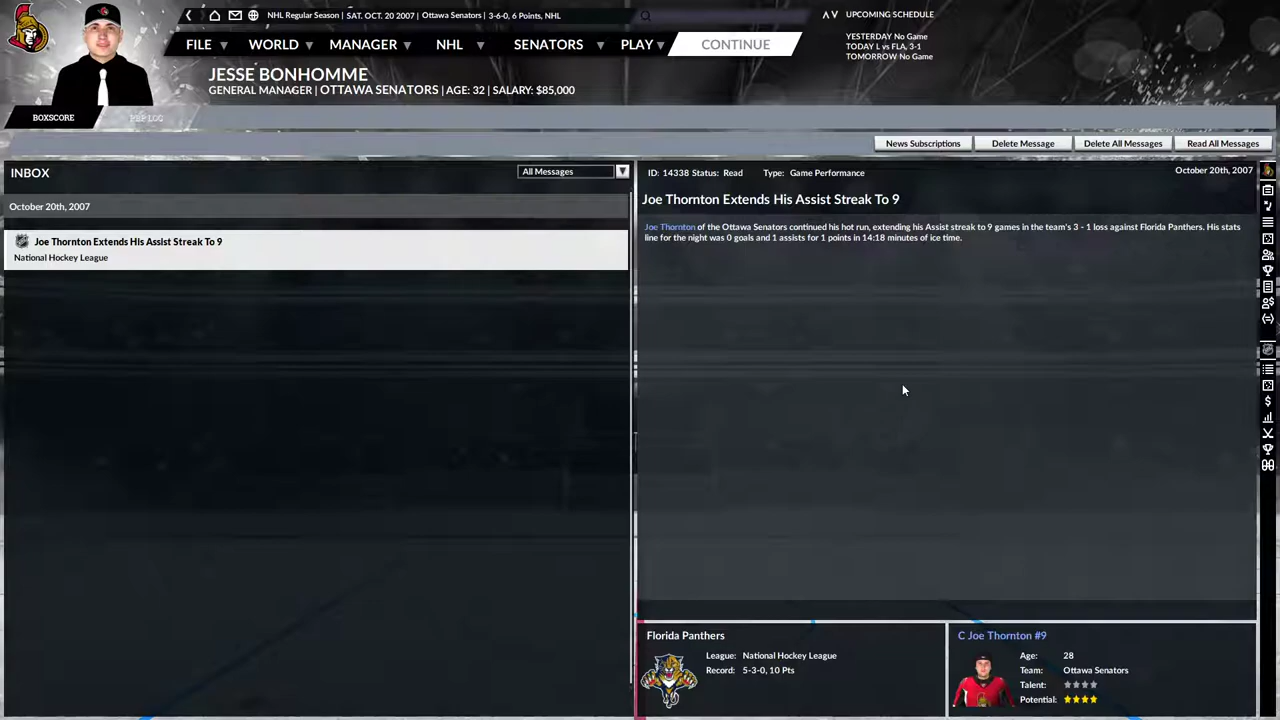 NHL Regular Season | SAT. OCT. 20 2007 | Ottawa Senators | 3-6-0, 6 Points, NHL
UPCOMING SCHEDULE
YESTERDAY No Game
TODAY L vs FLA, 3-1
TOMORROW No Game
FILE WORLD MANAGER NHL SENATORS PLAY CONTINUE
JESSE BONHOMME
GENERAL MANAGER | OTTAWA SENATORS | AGE: 32 | SALARY: $85,000
BOXSCORE PBP LOG
News Subscriptions Delete Message Delete All Messages Read All Messages
INBOX All Messages
October 20th, 2007
Joe Thornton Extends His Assist Streak To 9
National Hockey League
ID: 14338 Status: Read Type: Game Performance October 20th, 2007
Joe Thornton Extends His Assist Streak To 9
Joe Thornton of the Ottawa Senators continued his hot run, extending his Assist streak to 9 games in the team's 3 - 1 loss against Florida Panthers. His stats
line for the night was 0 goals and 1 assists for 1 points in 14:18 minutes of ice time.
Florida Panthers
League: National Hockey League
Record: 5-3-0, 10 Pts
C Joe Thornton #9
Age: 28
Team: Ottawa Senators
Talent:
Potential: